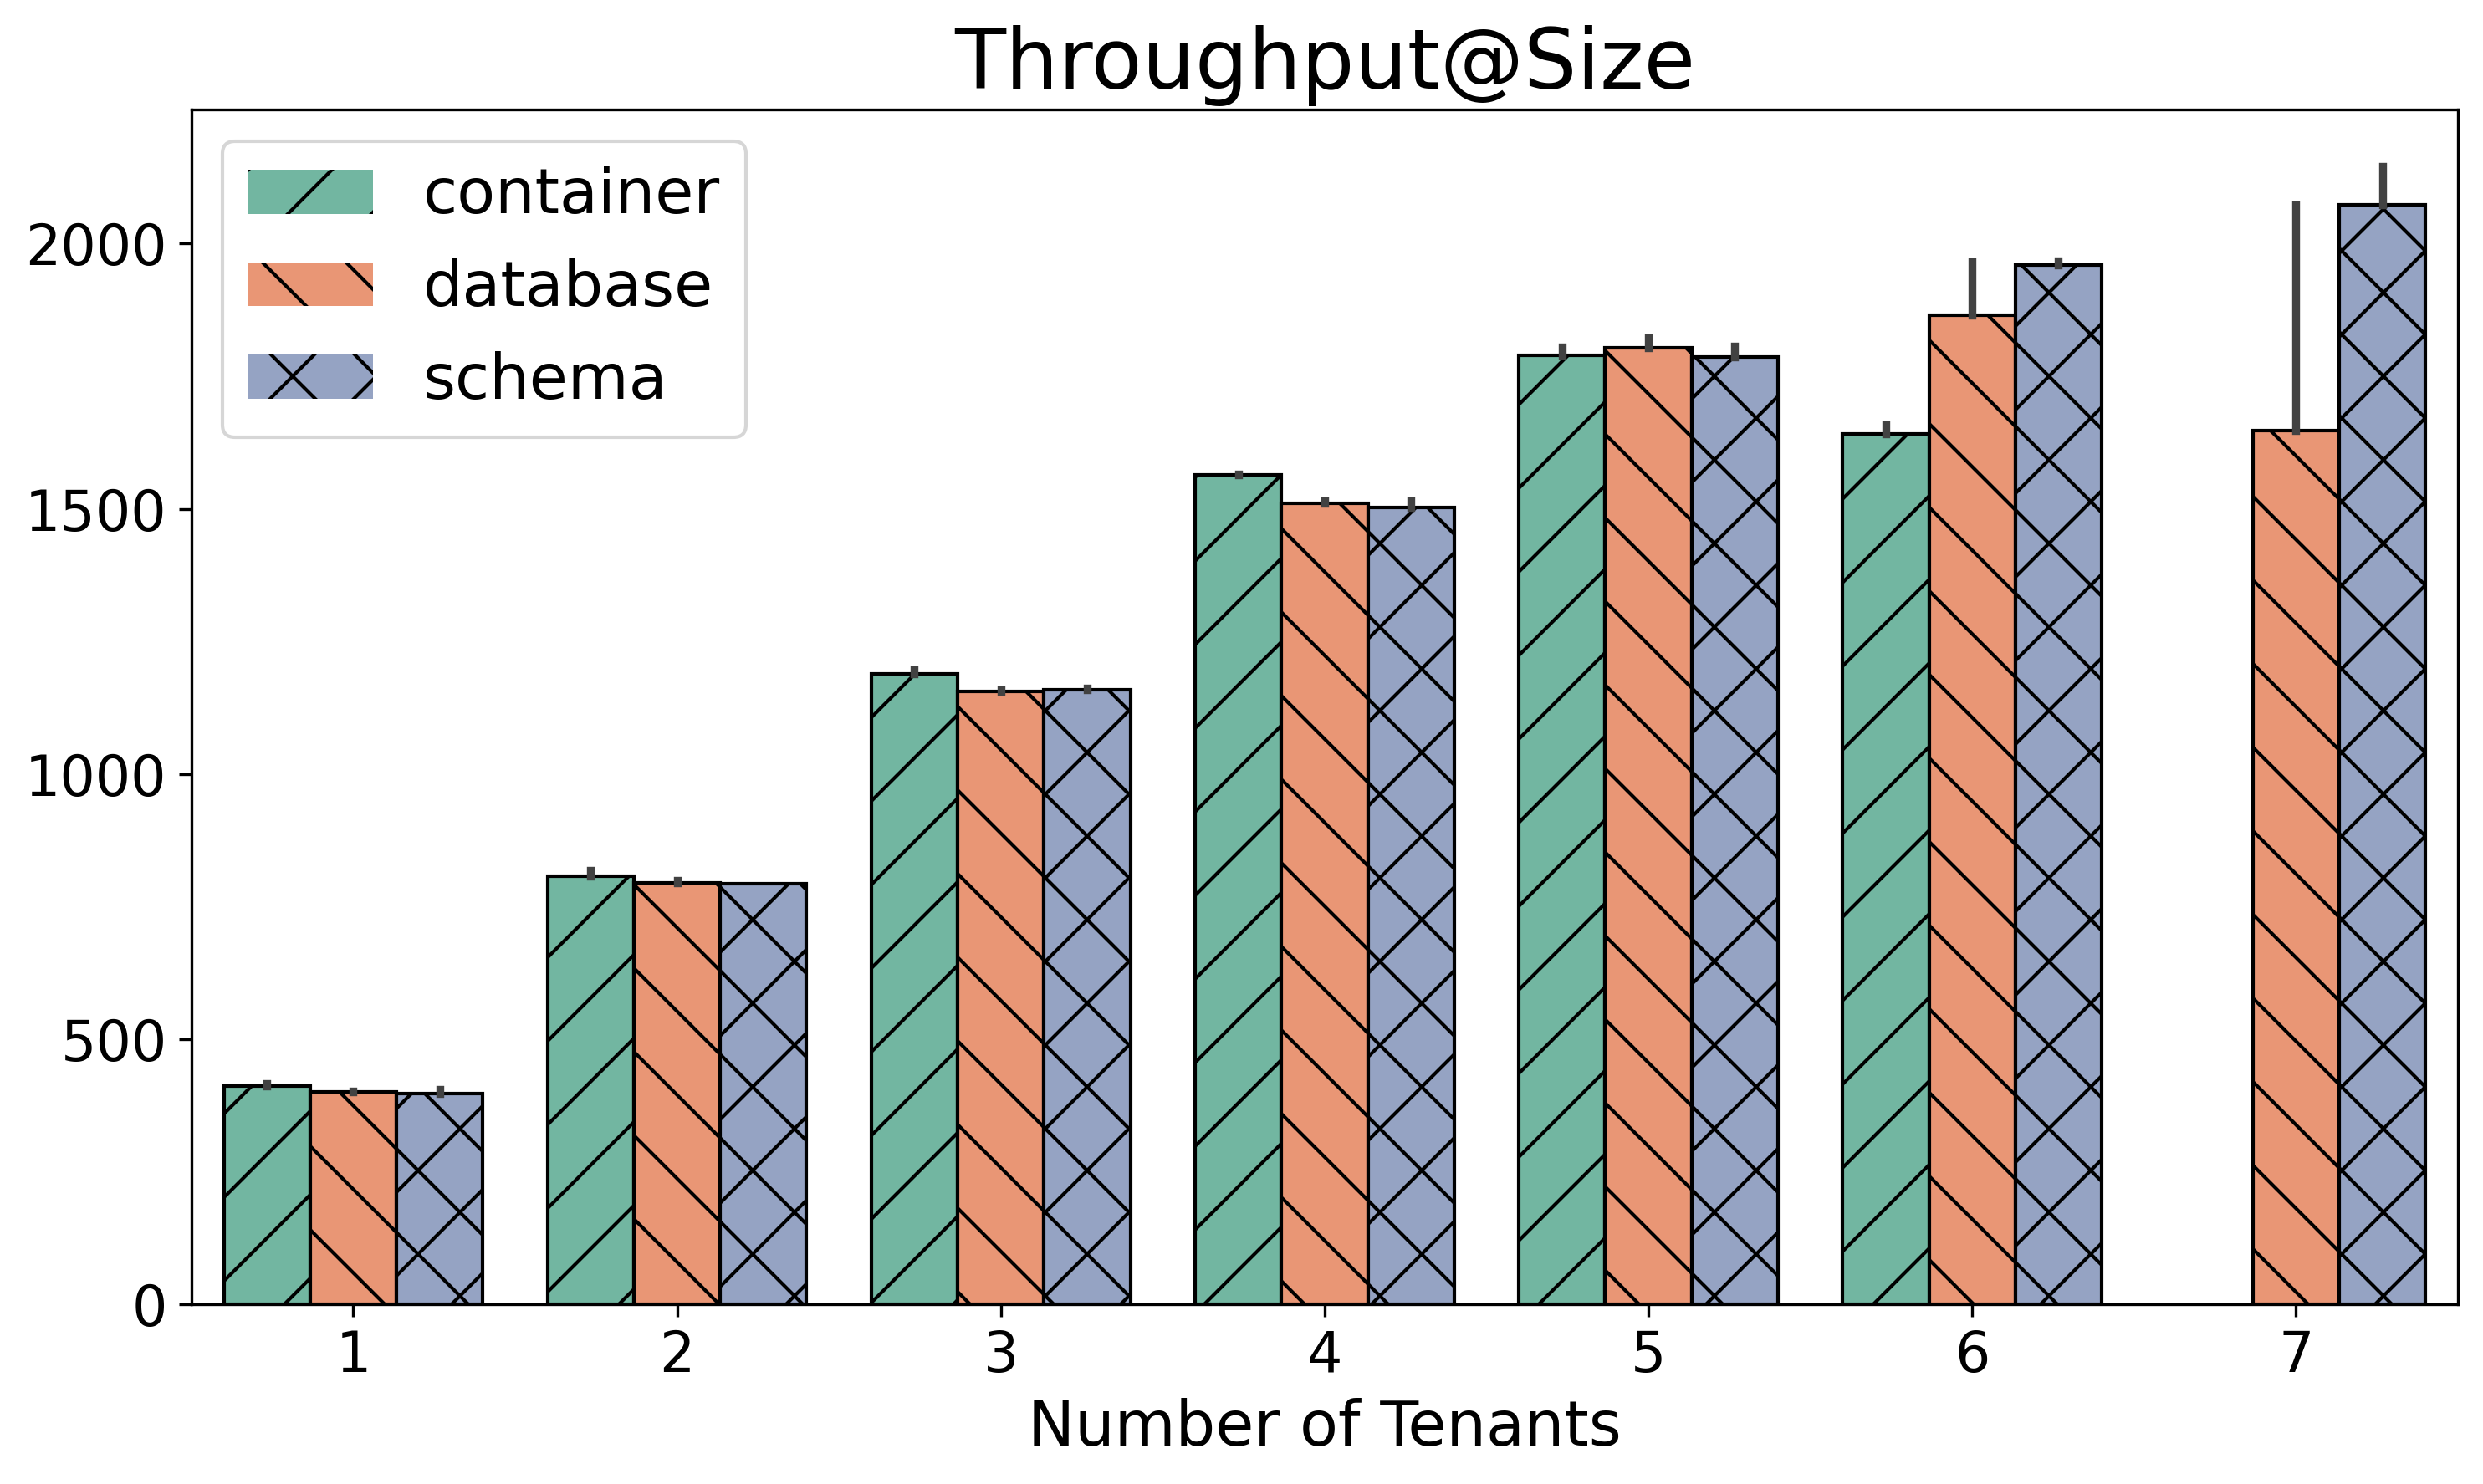 Throughput@Size
container
database
schema
2000
1500
1000
500
0
1 2 3 4 5 6 7
Number of Tenants